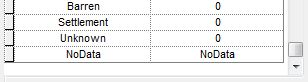 Barren 0
Settlement 0
Unknown 0
NoData NoData